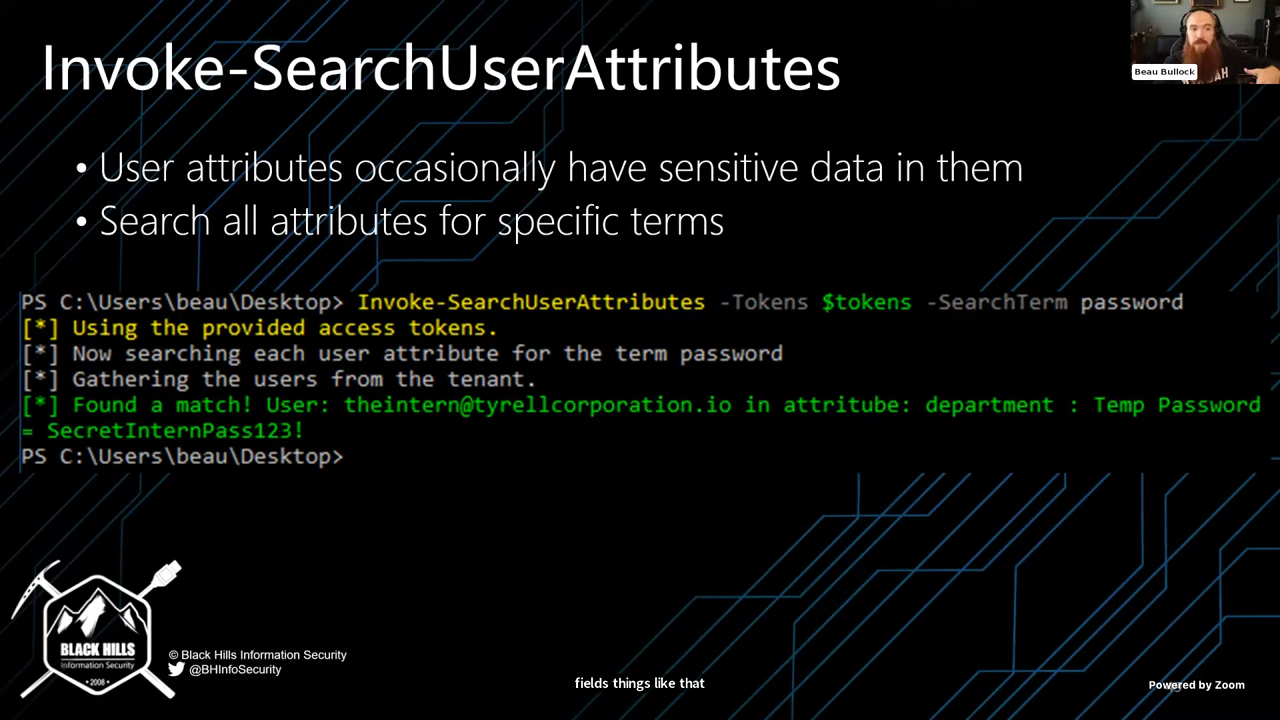 Invoke-SearchUserAttributes
Beau Bullock
• User attributes occasionally have sensitive data in them
• Search all attributes for specific terms
PS C:\Users\beau\Desktop> Invoke-SearchUserAttributes -Tokens $tokens -SearchTerm password
[*] Using the provided access tokens.
[*] Now searching each user attribute for the term password
[*] Gathering the users from the tenant.
[*] Found a match! User: theintern@tyrellcorporation.io in attritube: department : Temp Password
= SecretInternPass123!
PS C:\Users\beau\Desktop>
BLACK HILLS
Information Security
• 2008 •
© Black Hills Information Security
@BHInfoSecurity
fields things like that
Powered by Zoom